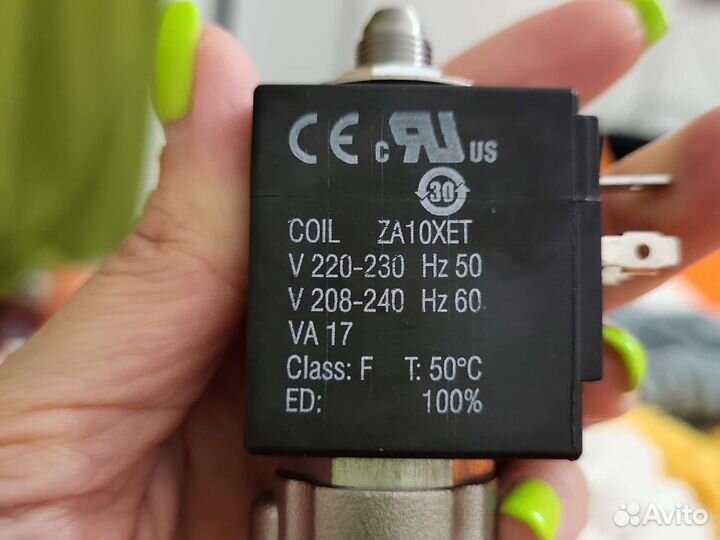 CE c RU US
30
COIL ZA10XET
V 220-230 Hz 50
V 208-240 Hz 60
VA 17
Class: F T: 50°C
ED: 100%
Avito